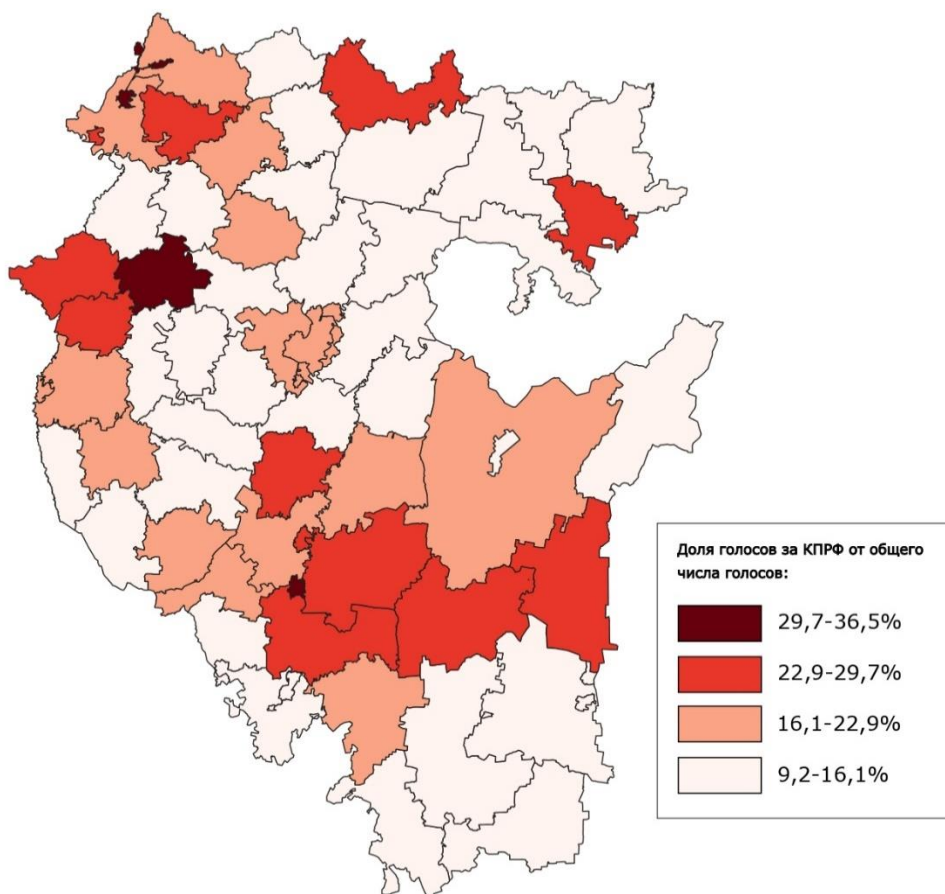 Доля голосов за КПРФ от общего
числа голосов:
29,7-36,5%
22,9-29,7%
16,1-22,9%
9,2-16,1%